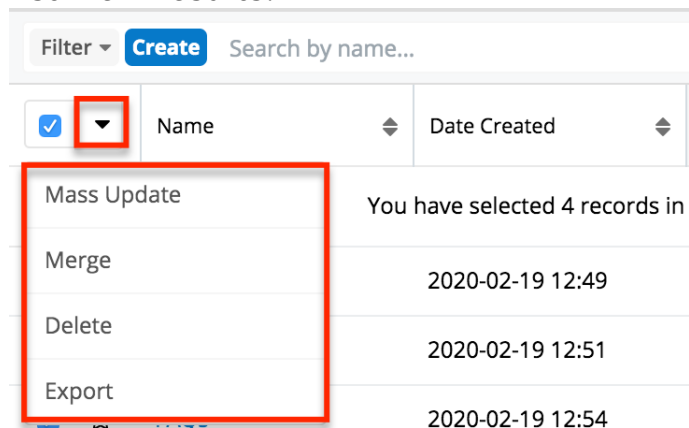 Filter Create Search by name...
Name Date Created
Mass Update
You have selected 4 records in
Merge
2020-02-19 12:49
Delete
2020-02-19 12:51
Export
2020-02-19 12:54